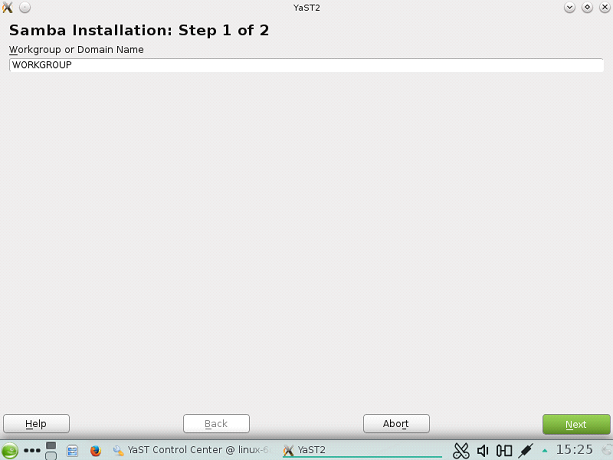 YaST2
Samba Installation: Step 1 of 2
Workgroup or Domain Name
WORKGROUP
Help
Back
Abort
Next
YaST Control Center @ linux-6
YaST2
15:25